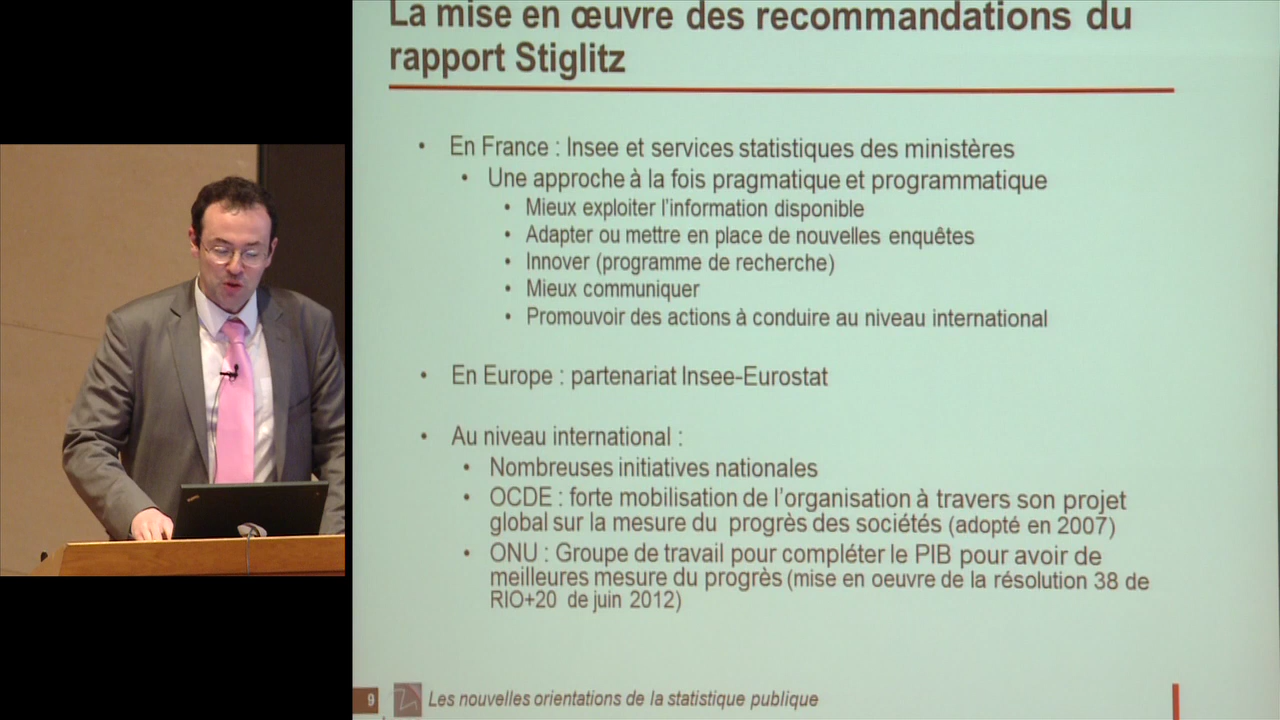 La mise en œuvre des recommandations du
rapport Stiglitz
• En France : Insee et services statistiques des ministères
• Une approche à la fois pragmatique et programmatique
• Mieux exploiter l'information disponible
• Adapter ou mettre en place de nouvelles enquêtes
• Innover (programme de recherche)
• Mieux communiquer
• Promouvoir des actions à conduire au niveau international
• En Europe : partenariat Insee-Eurostat
• Au niveau international :
• Nombreuses initiatives nationales
• OCDE : forte mobilisation de l'organisation à travers son projet
global sur la mesure du progrès des sociétés (adopté en 2007)
• ONU : Groupe de travail pour compléter le PIB pour avoir de
meilleures mesure du progrès (mise en oeuvre de la résolution 38 de
RIO+20 de juin 2012)
9 Les nouvelles orientations de la statistique publique